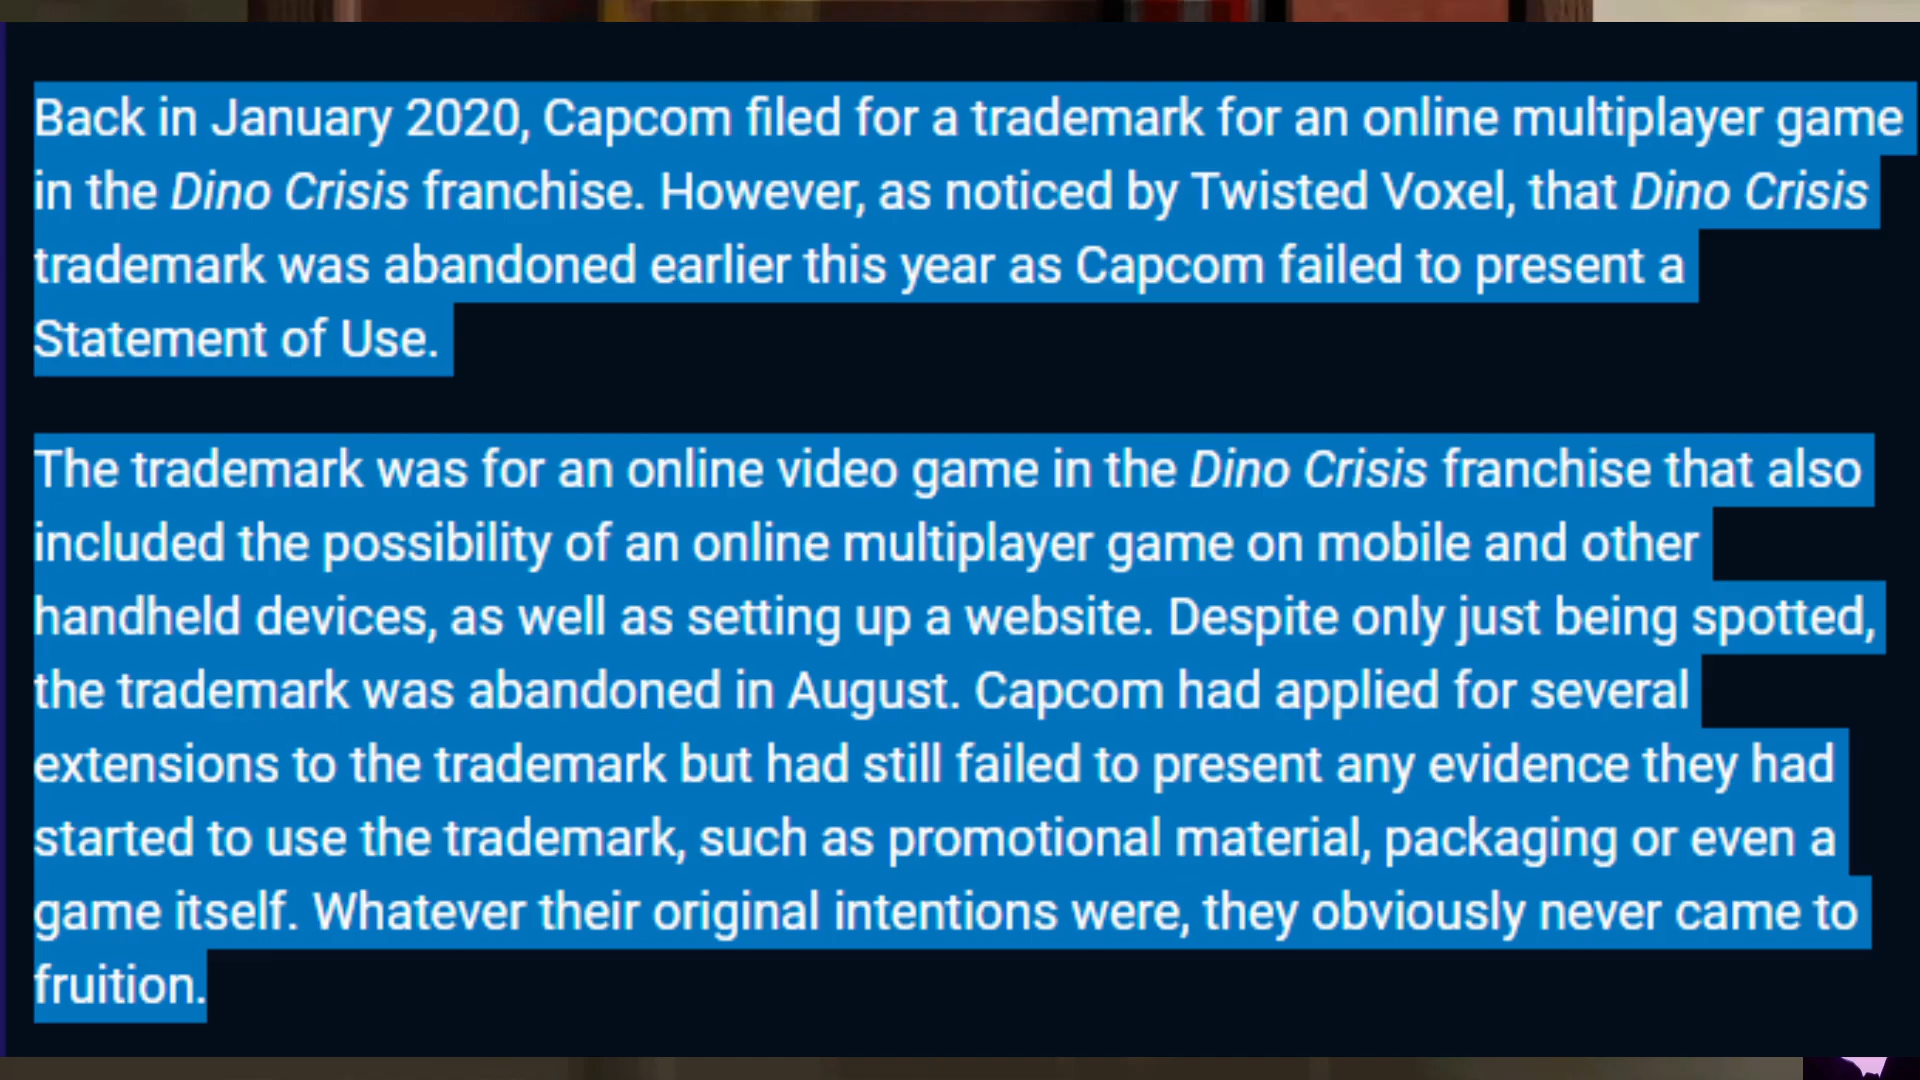 Back in January 2020, Capcom filed for a trademark for an online multiplayer game
in the Dino Crisis franchise. However, as noticed by Twisted Voxel, that Dino Crisis
trademark was abandoned earlier this year as Capcom failed to present a
Statement of Use.
The trademark was for an online video game in the Dino Crisis franchise that also
included the possibility of an online multiplayer game on mobile and other
handheld devices, as well as setting up a website. Despite only just being spotted,
the trademark was abandoned in August. Capcom had applied for several
extensions to the trademark but had still failed to present any evidence they had
started to use the trademark, such as promotional material, packaging or even a
game itself. Whatever their original intentions were, they obviously never came to
fruition.